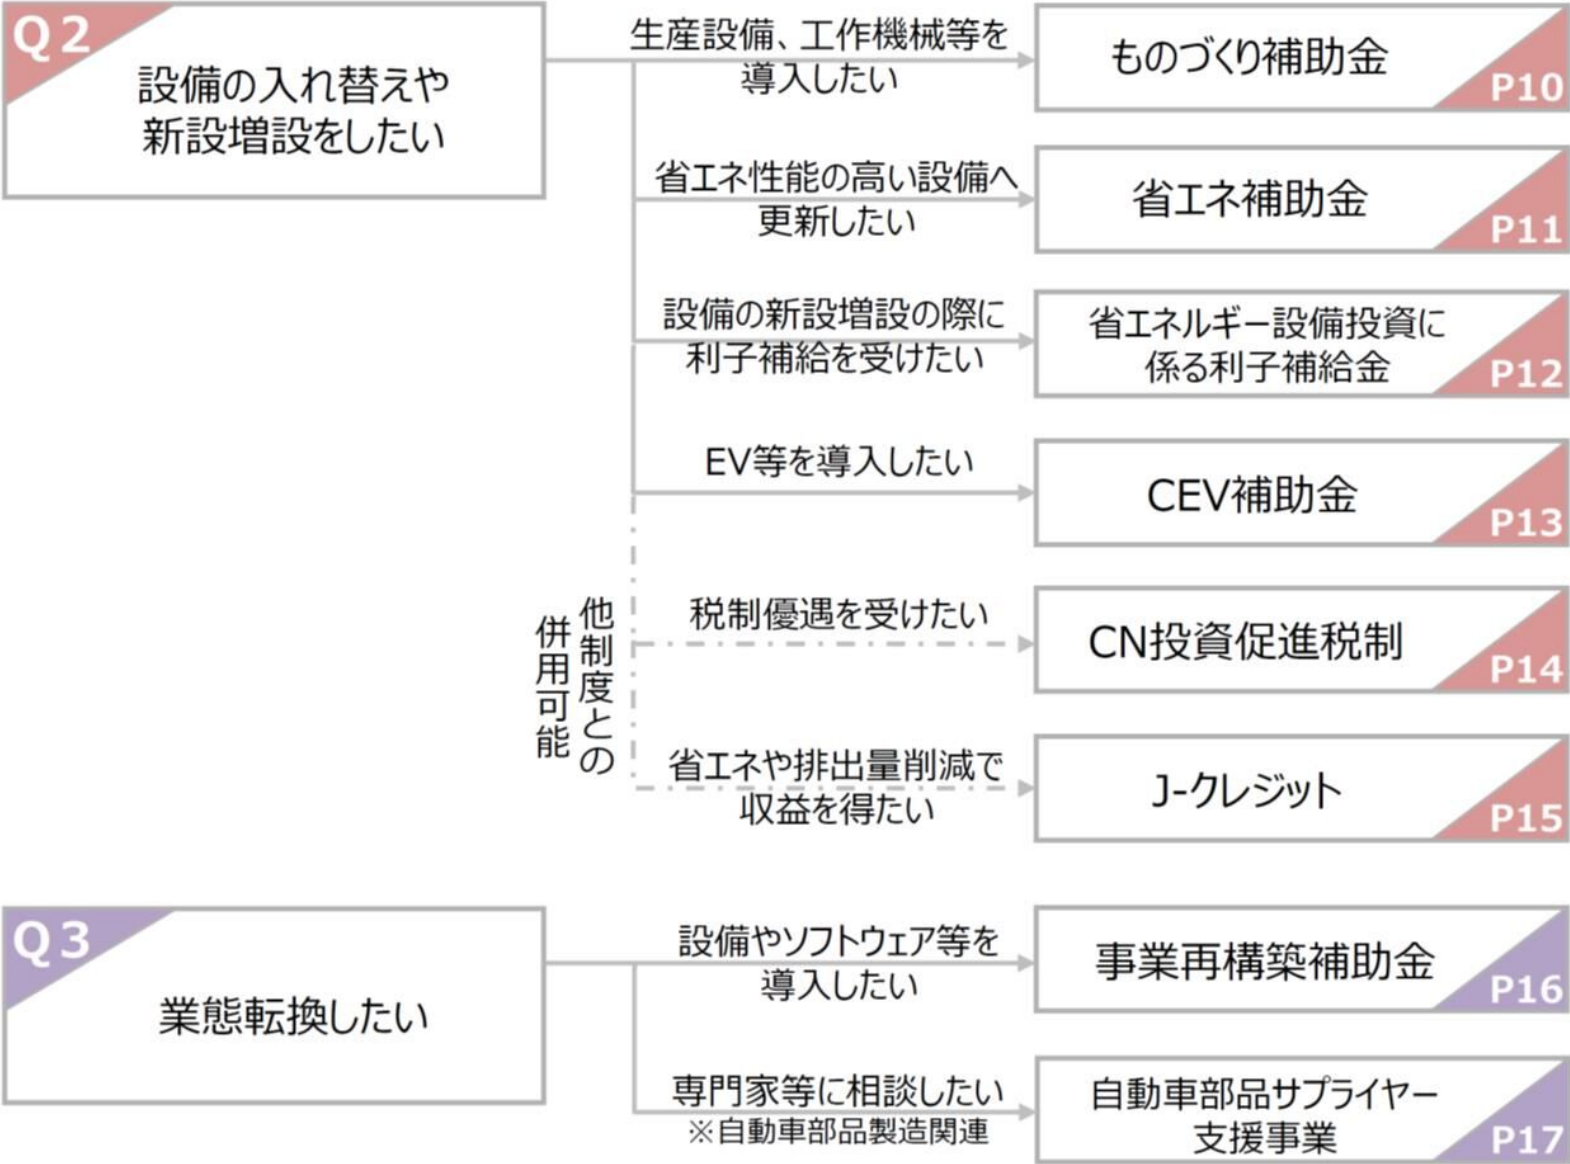 Q2
設備の入れ替えや
新設増設をしたい
生産設備、工作機械等を
導入したい
ものづくり補助金
P10
省エネ性能の高い設備へ
更新したい
省エネ補助金
P11
設備の新設増設の際に
利子補給を受けたい
省エネルギー設備投資に
係る利子補給金
P12
EV等を導入したい
CEV補助金
P13
他制度との
併用可能
税制優遇を受けたい
CN投資促進税制
P14
省エネや排出量削減で
収益を得たい
J-クレジット
P15
Q3
業態転換したい
設備やソフトウェア等を
導入したい
事業再構築補助金
P16
専門家等に相談したい
※自動車部品製造関連
自動車部品サプライヤー
支援事業
P17